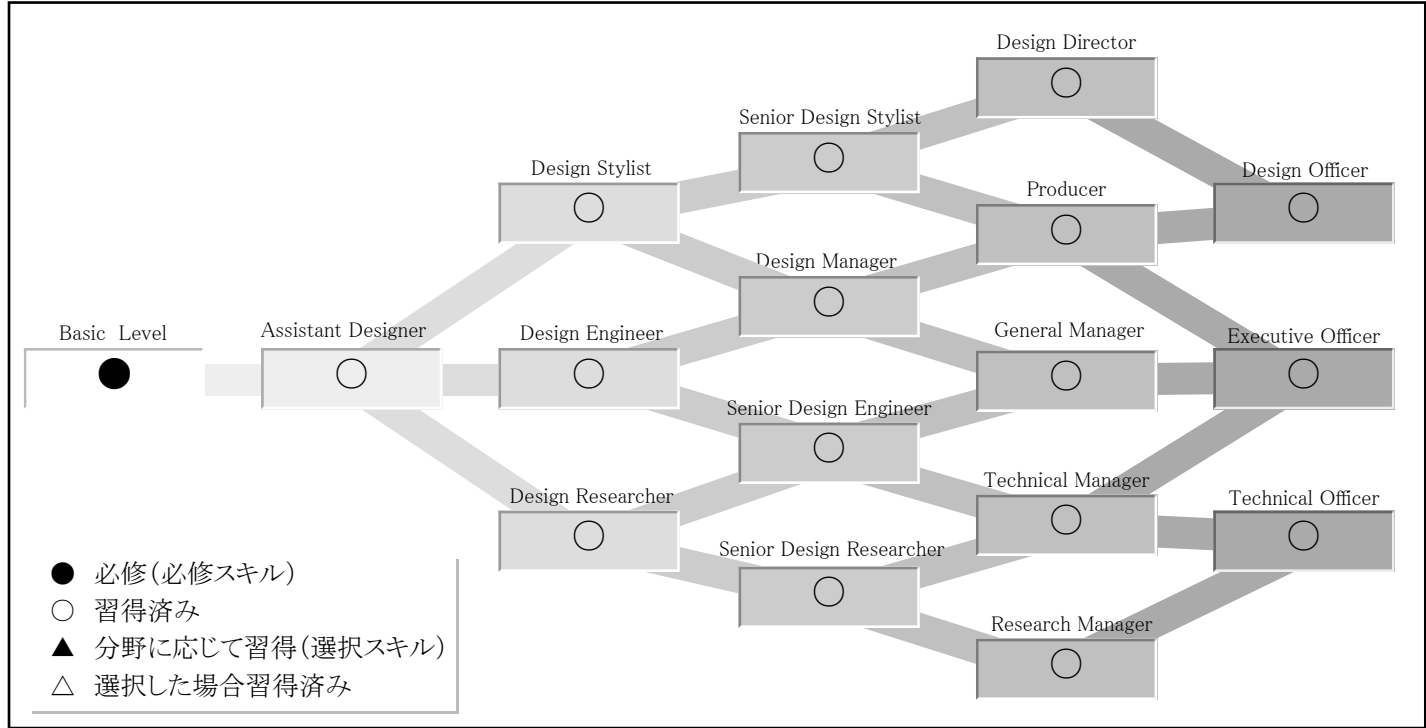 Design Director
Senior Design Stylist
Design Stylist
Design Officer
Producer
Design Manager
Basic Level
Assistant Designer
Design Engineer
General Manager
Executive Officer
Senior Design Engineer
Design Researcher
Technical Manager
Technical Officer
Senior Design Researcher
Research Manager
● 必修(必修スキル)
○ 習得済み
▲ 分野に応じて習得(選択スキル)
△ 選択した場合習得済み